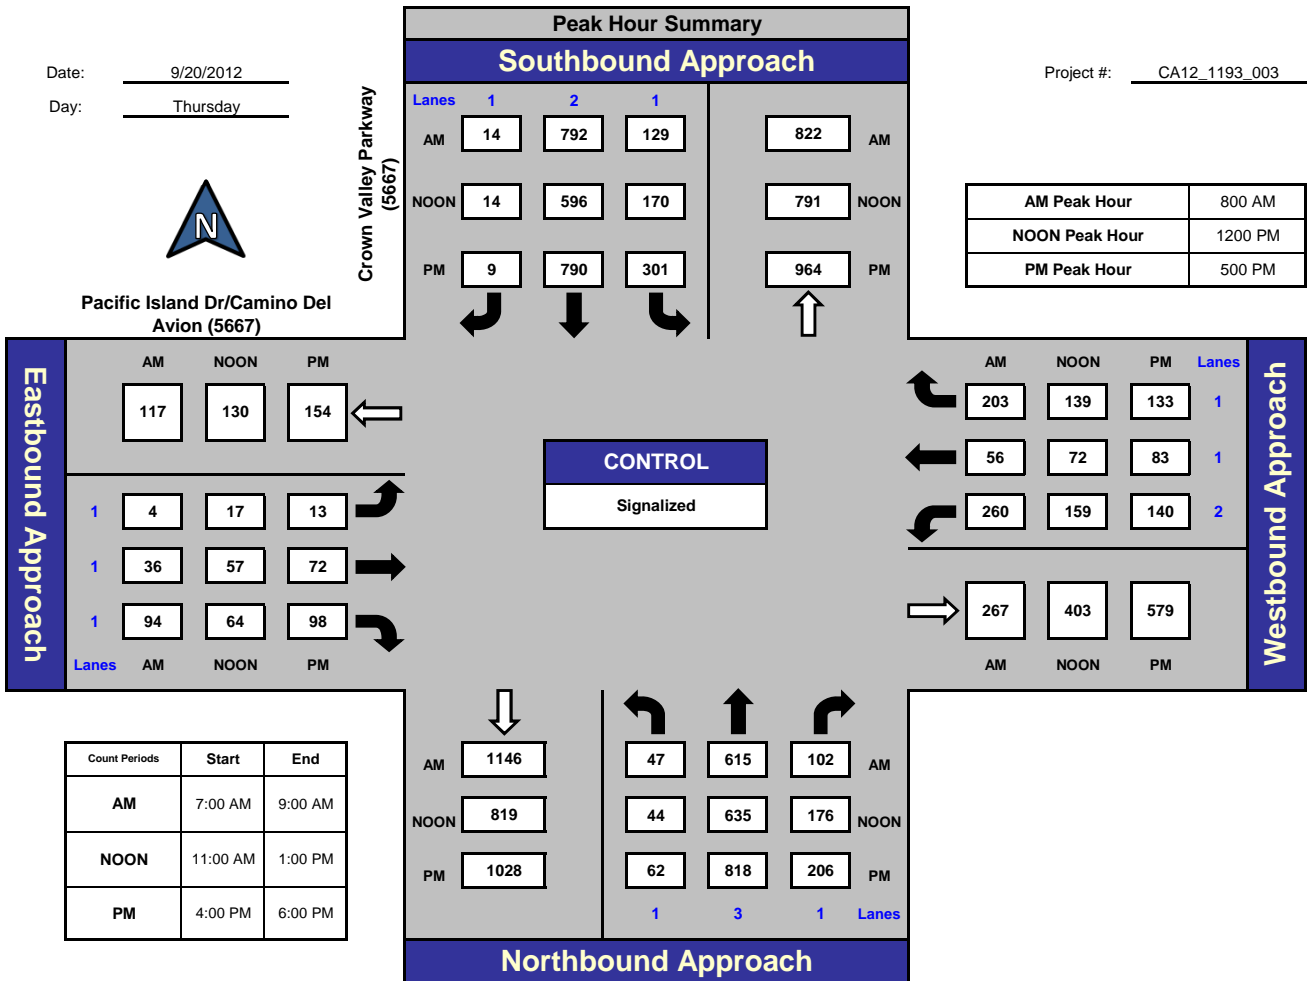 Peak Hour Summary
Southbound Approach
Date: 9/20/2012
Day: Thursday
Project #: CA12_1193_003
Crown Valley Parkway
(5667)
Lanes 1 2 1
AM 14 792 129 822 AM
NOON 14 596 170 791 NOON
PM 9 790 301 964 PM
N
AM Peak Hour 800 AM
NOON Peak Hour 1200 PM
PM Peak Hour 500 PM
Pacific Island Dr/Camino Del
Avion (5667)
Eastbound Approach
AM NOON PM
117 130 154
1 4 17 13
1 36 57 72
1 94 64 98
Lanes AM NOON PM
CONTROL
Signalized
AM NOON PM Lanes
203 139 133 1
56 72 83 1
260 159 140 2
267 403 579
AM NOON PM
Westbound Approach
Count Periods Start End
AM 7:00 AM 9:00 AM
NOON 11:00 AM 1:00 PM
PM 4:00 PM 6:00 PM
AM 1146 47 615 102 AM
NOON 819 44 635 176 NOON
PM 1028 62 818 206 PM
1 3 1 Lanes
Northbound Approach